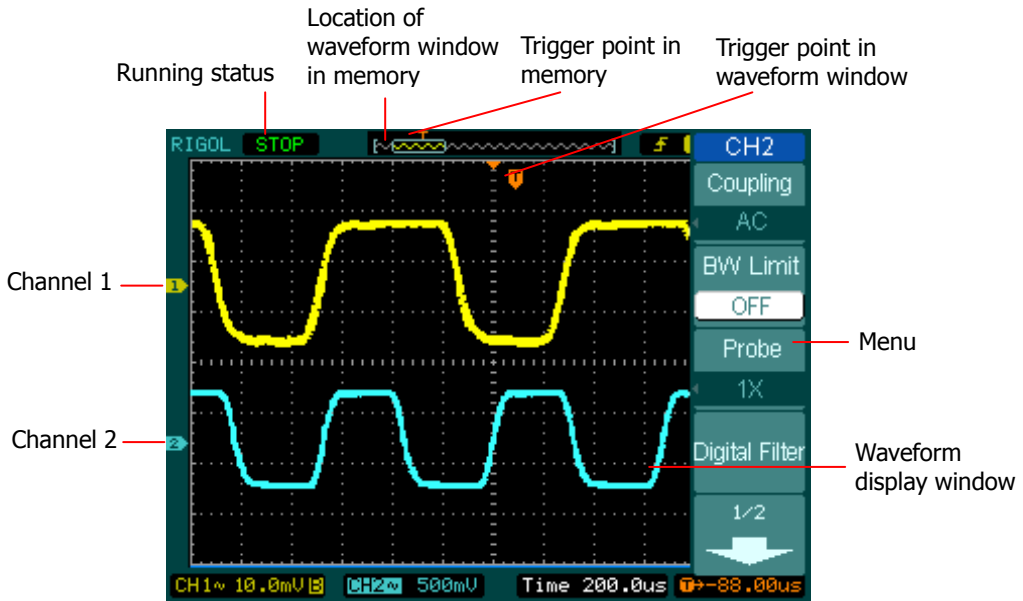 Location of
waveform window
in memory
Trigger point in
memory
Trigger point in
waveform window
Running status
RIGOL STOP
T
CH2
Coupling
AC
BW Limit
OFF
Probe
1X
Digital Filter
1/2
T
Channel 1
1
Menu
Channel 2
2
Waveform
display window
CH1~ 10.0mV B CH2~ 500mV Time 200.0us T→-88.00us